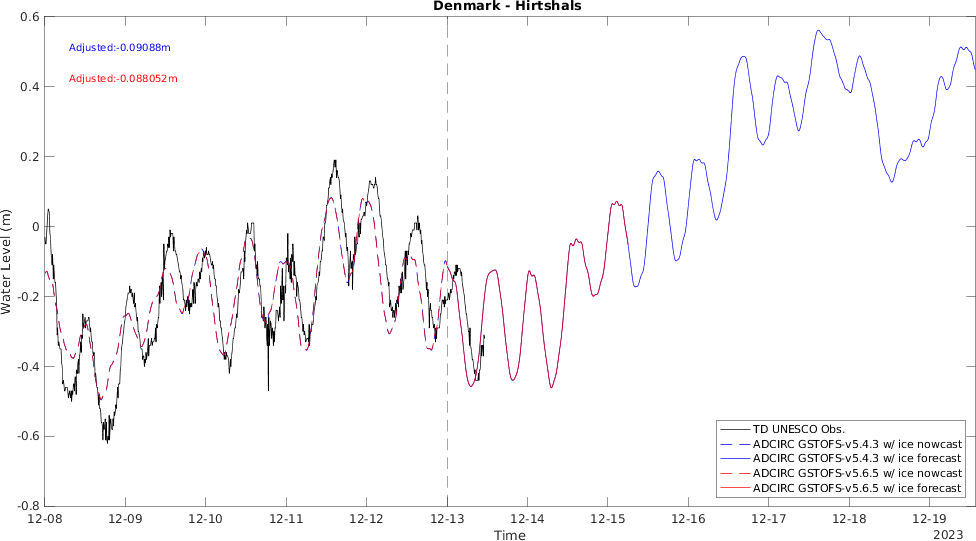 Denmark - Hirtshals
Adjusted:-0.09088m
Adjusted:-0.088052m
Water Level (m)
0.6
0.4
0.2
0
-0.2
-0.4
-0.6
-0.8
TD UNESCO Obs.
ADCIRC GSTOFS-v5.4.3 w/ ice nowcast
ADCIRC GSTOFS-v5.4.3 w/ ice forecast
ADCIRC GSTOFS-v5.6.5 w/ ice nowcast
ADCIRC GSTOFS-v5.6.5 w/ ice forecast
12-08 12-09 12-10 12-11 12-12 12-13 12-14 12-15 12-16 12-17 12-18 12-19
Time
2023